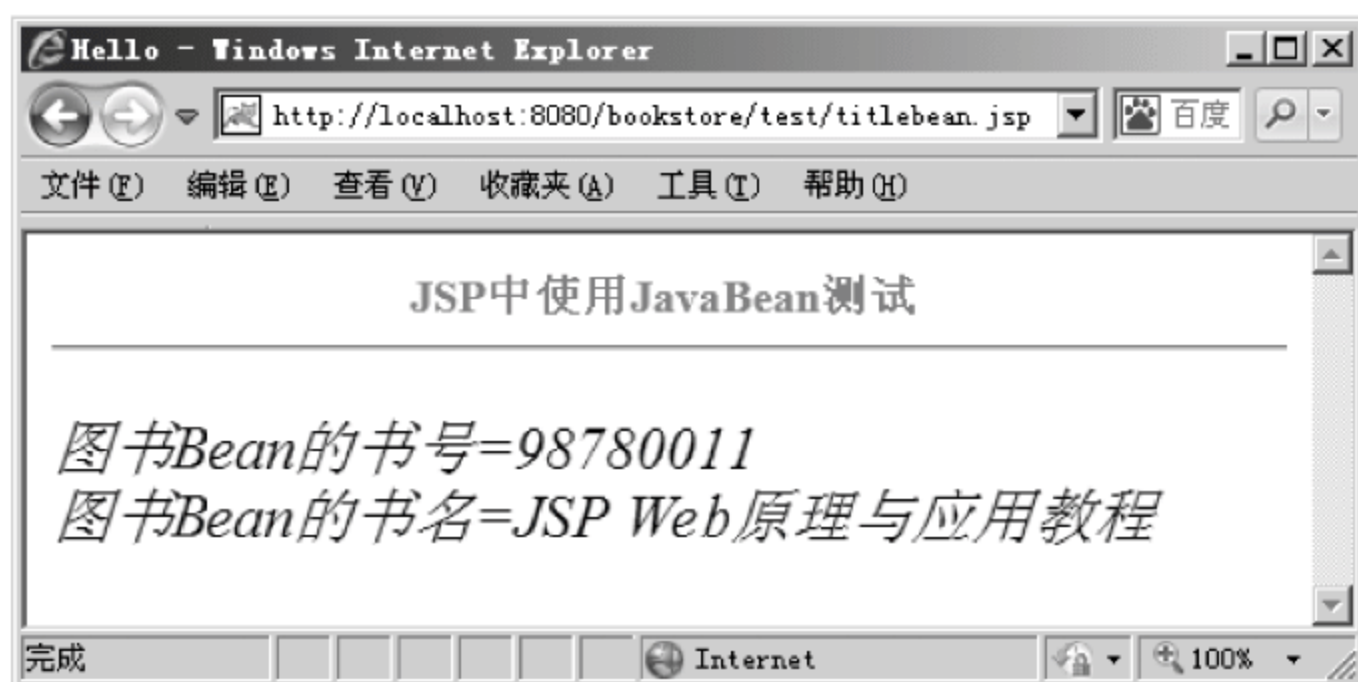 Hello - Windows Internet Explorer
http://localhost:8080/bookstore/test/titlebean.jsp 百度
文件(F) 编辑(E) 查看(V) 收藏夹(A) 工具(T) 帮助(H)
JSP中使用JavaBean测试
图书Bean的书号=98780011
图书Bean的书名=JSP Web原理与应用教程
完成 Internet 100%